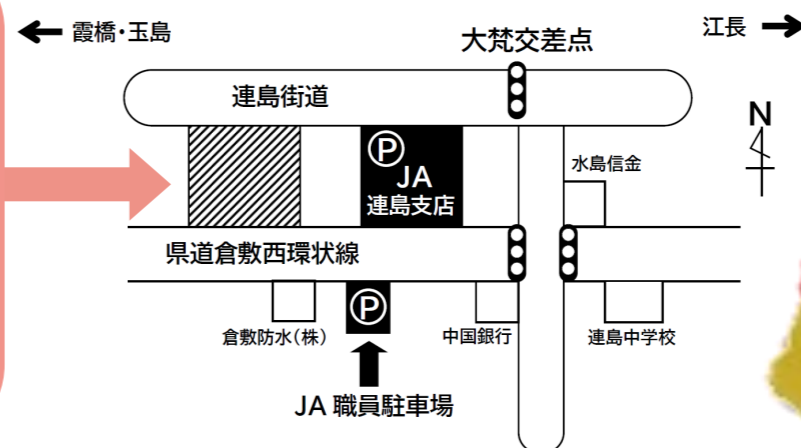 霞橋・玉島
江長
大梵交差点
連島街道
N
P
JA
連島支店
水島信金
県道倉敷西環状線
P
倉敷防水(株)
中国銀行
連島中学校
JA 職員駐車場